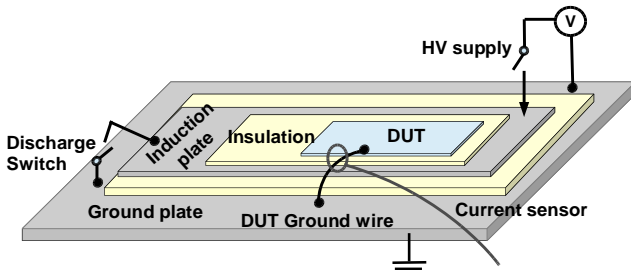 V
HV supply
Discharge
Switch
Induction
plate
Insulation
DUT
Ground plate
DUT Ground wire
Current sensor